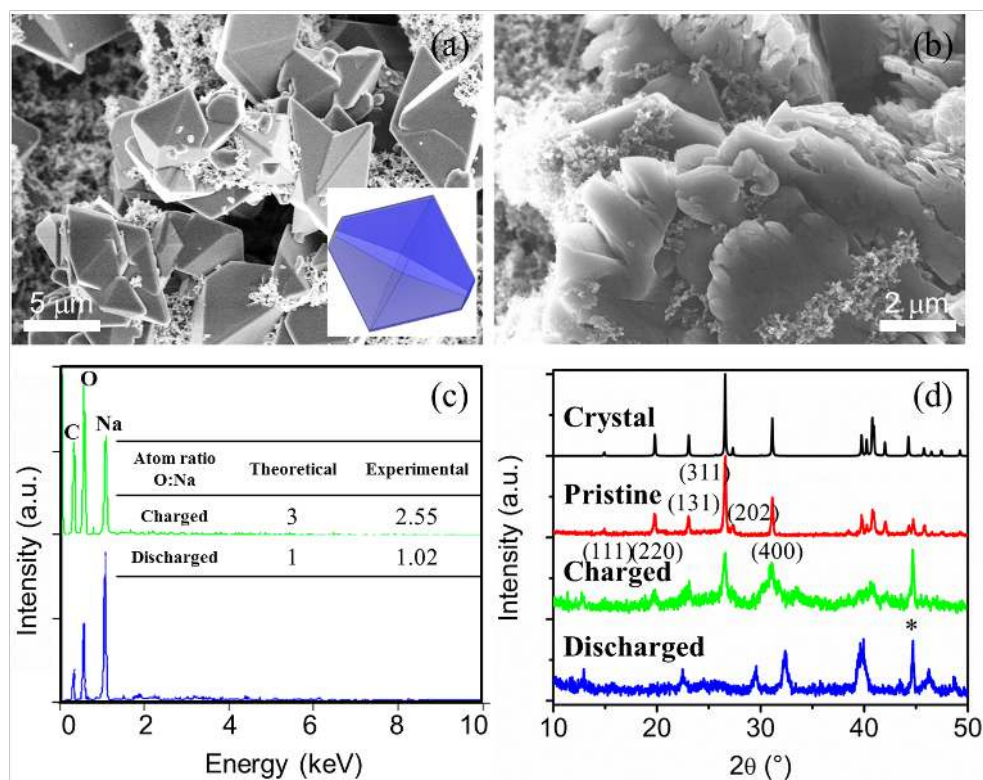 (a)
(b)
5 μm
2 μm
(c)
C
O
Na
Atom ratio
O:Na
Theoretical
Experimental
Charged
3
2.55
Discharged
1
1.02
Intensity (a.u.)
0 2 4 6 8 10
Energy (keV)
(d)
Crystal
Pristine
(311)
(131)
(202)
(111)
(220)
(400)
Charged
Discharged
*
Intensity (a.u.)
10 20 30 40 50
2θ (°)